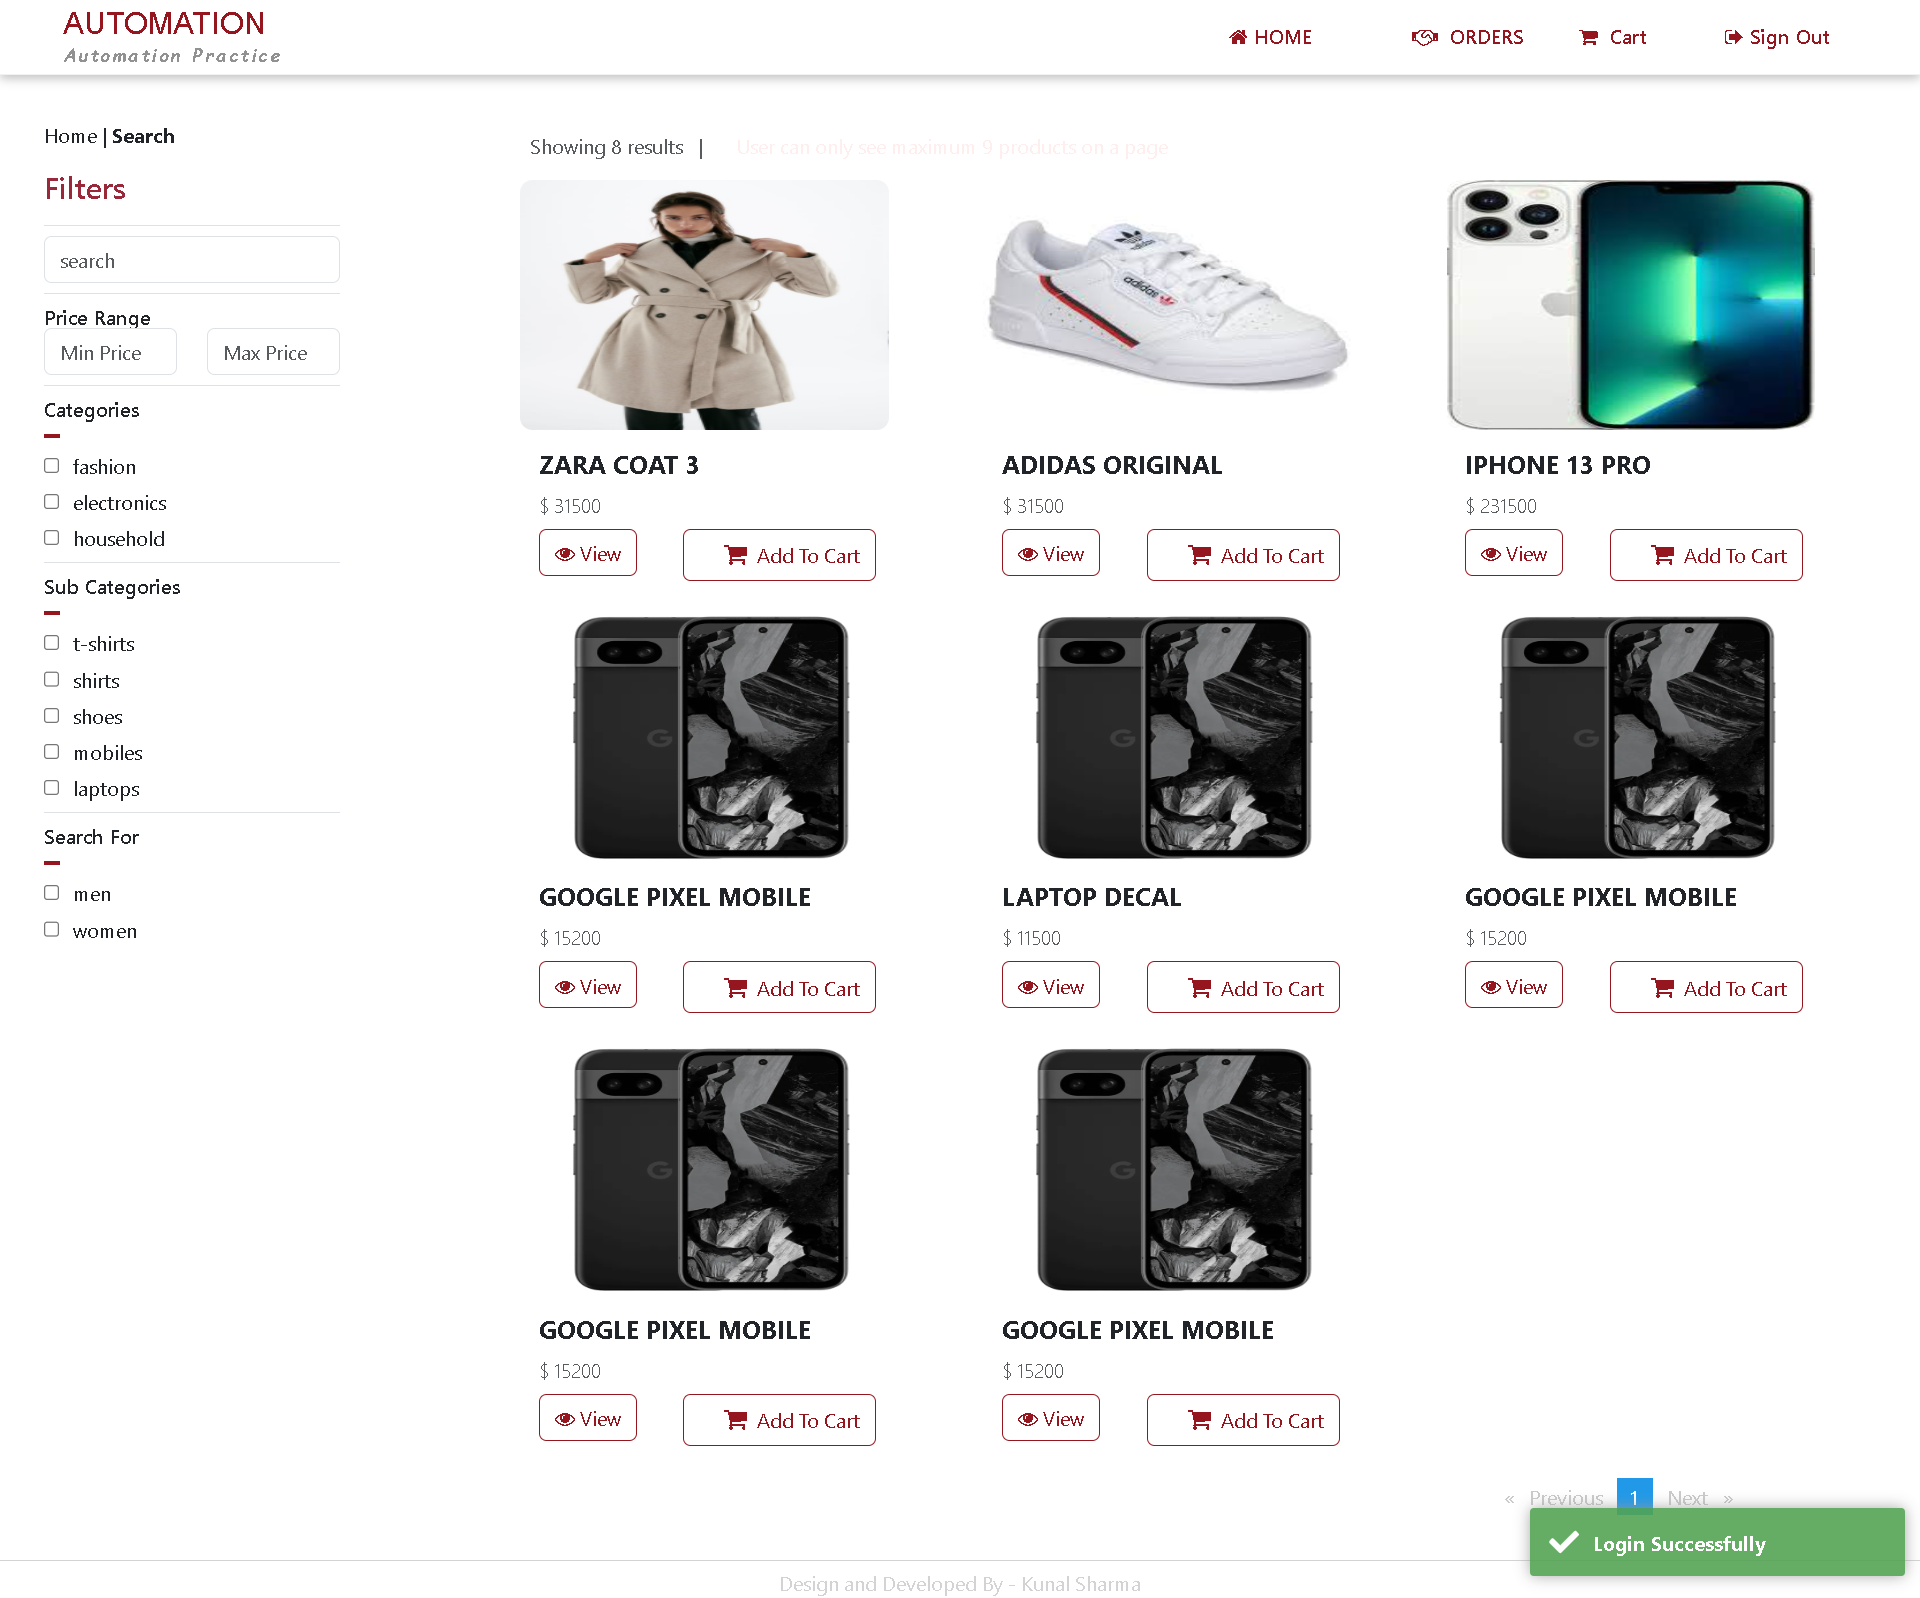 AUTOMATION
Automation Practice
HOME
ORDERS
Cart
Sign Out
Home | Search
Filters
search
Price Range
Min Price
Max Price
Categories
fashion
electronics
household
Sub Categories
t-shirts
shirts
shoes
mobiles
laptops
Search For
men
women
Showing 8 results |
User can only see maximum 9 products on a page
adidas
adidas
ZARA COAT 3
$ 31500
View
Add To Cart
ADIDAS ORIGINAL
$ 31500
View
Add To Cart
IPHONE 13 PRO
$ 231500
View
Add To Cart
G
GOOGLE PIXEL MOBILE
$ 15200
View
Add To Cart
G
LAPTOP DECAL
$ 11500
View
Add To Cart
G
GOOGLE PIXEL MOBILE
$ 15200
View
Add To Cart
G
GOOGLE PIXEL MOBILE
$ 15200
View
Add To Cart
G
GOOGLE PIXEL MOBILE
$ 15200
View
Add To Cart
« Previous 1 Next »
Login Successfully
Design and Developed By - Kunal Sharma